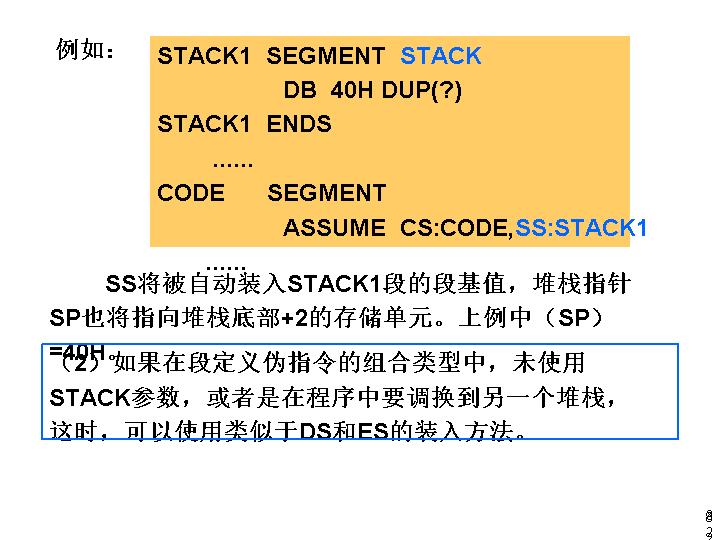 例如：
STACK1 SEGMENT STACK
DB 40H DUP(?)
STACK1 ENDS
……
CODE SEGMENT
ASSUME CS:CODE,SS:STACK1
……
SS将被自动装入STACK1段的段基值，堆栈指针
SP也将指向堆栈底部+2的存储单元。上例中（SP）
=40H。
（2）如果在段定义伪指令的组合类型中，未使用
STACK参数，或者是在程序中要调换到另一个堆栈，
这时，可以使用类似于DS和ES的装入方法。